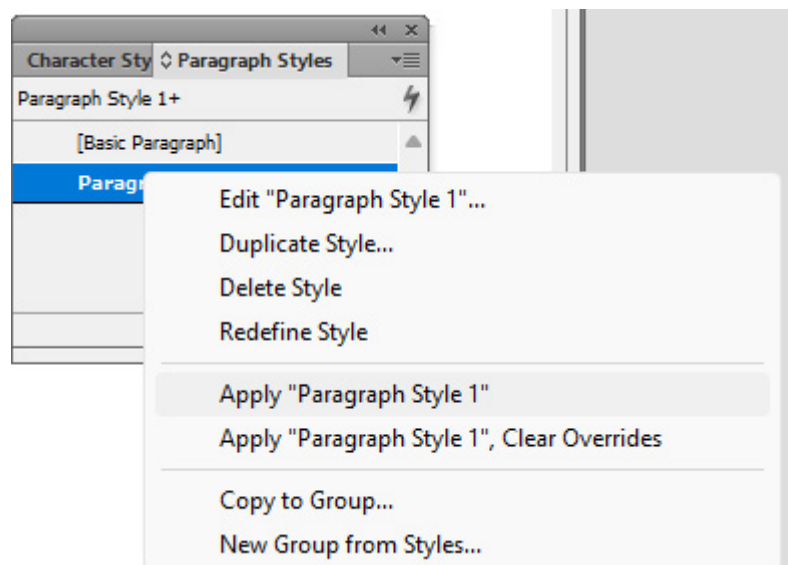 Character Sty Paragraph Styles
Paragraph Style 1+
[Basic Paragraph]
Paragr
Edit "Paragraph Style 1"...
Duplicate Style...
Delete Style
Redefine Style
Apply "Paragraph Style 1"
Apply "Paragraph Style 1", Clear Overrides
Copy to Group...
New Group from Styles...